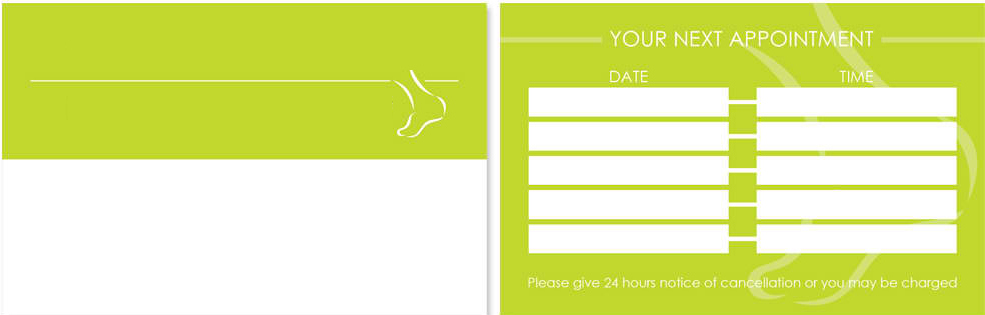 YOUR NEXT APPOINTMENT
DATE TIME
Please give 24 hours notice of cancellation or you may be charged